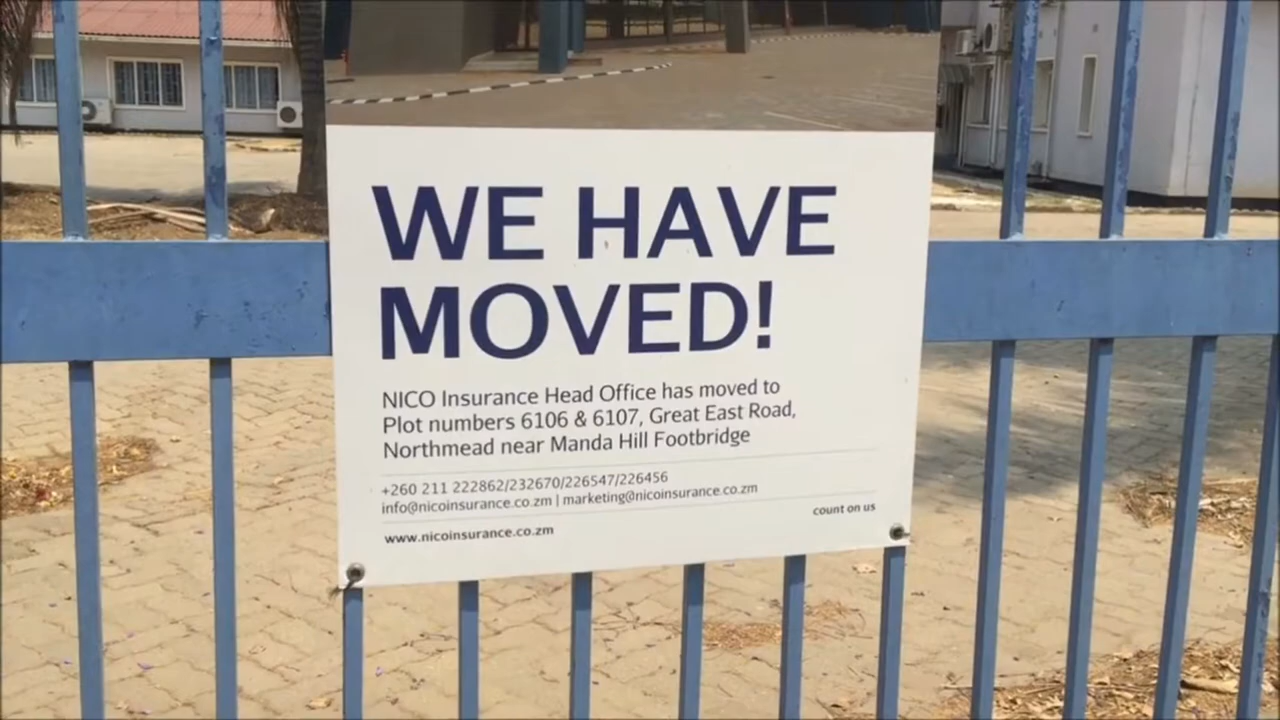 WE HAVE
MOVED!
NICO Insurance Head Office has moved to
Plot numbers 6106 & 6107, Great East Road,
Northmead near Manda Hill Footbridge
+260 211 222862/232670/226547/226456
info@nicoinsurance.co.zm | marketing@nicoinsurance.co.zm
www.nicoinsurance.co.zm
count on us